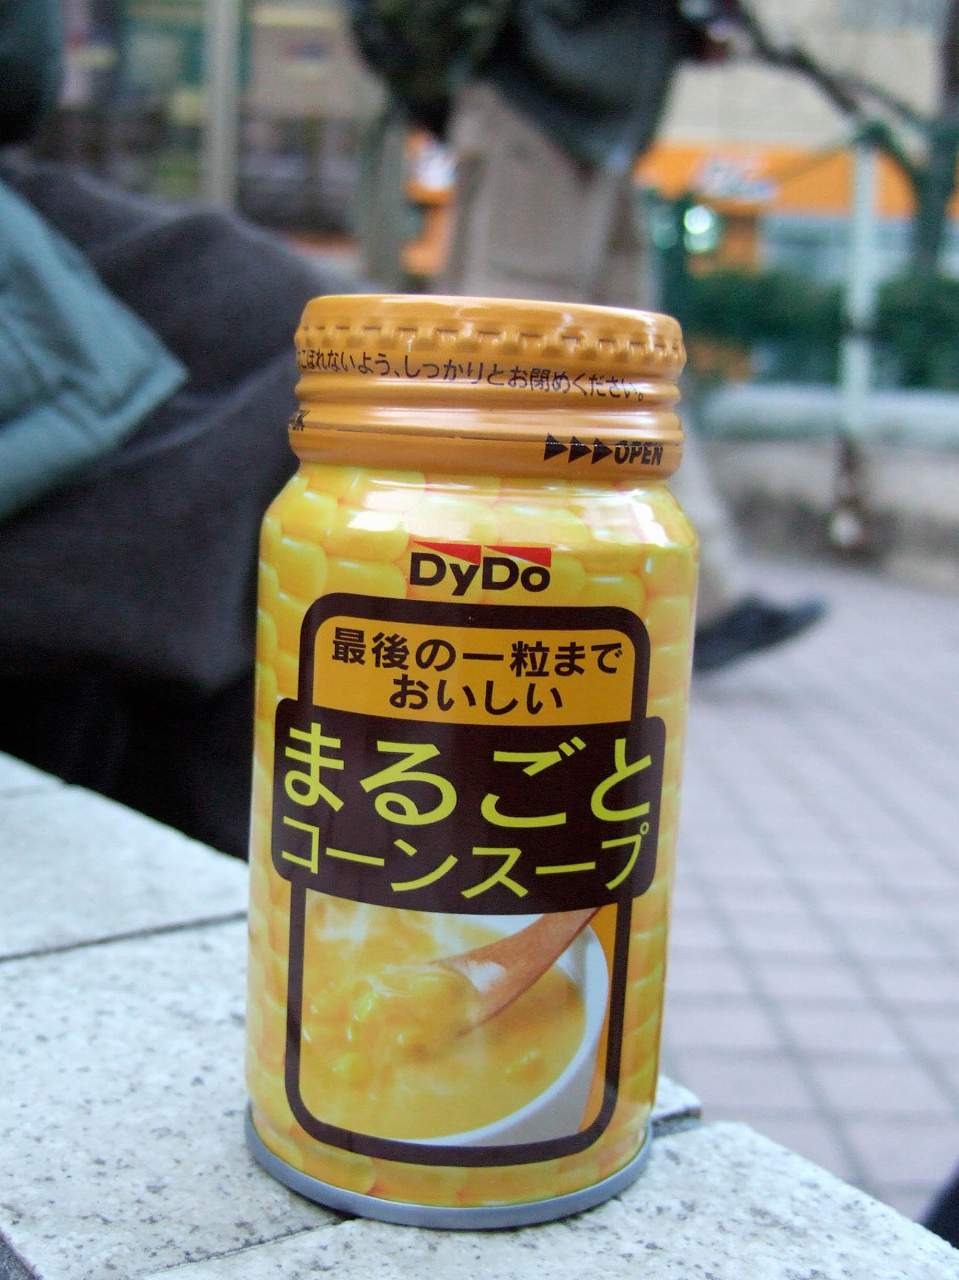 こぼれないよう、しっかりとお閉めください。
▶▶▶OPEN
DyDo
最後の一粒まで
おいしい
まるごと
コーンスープ